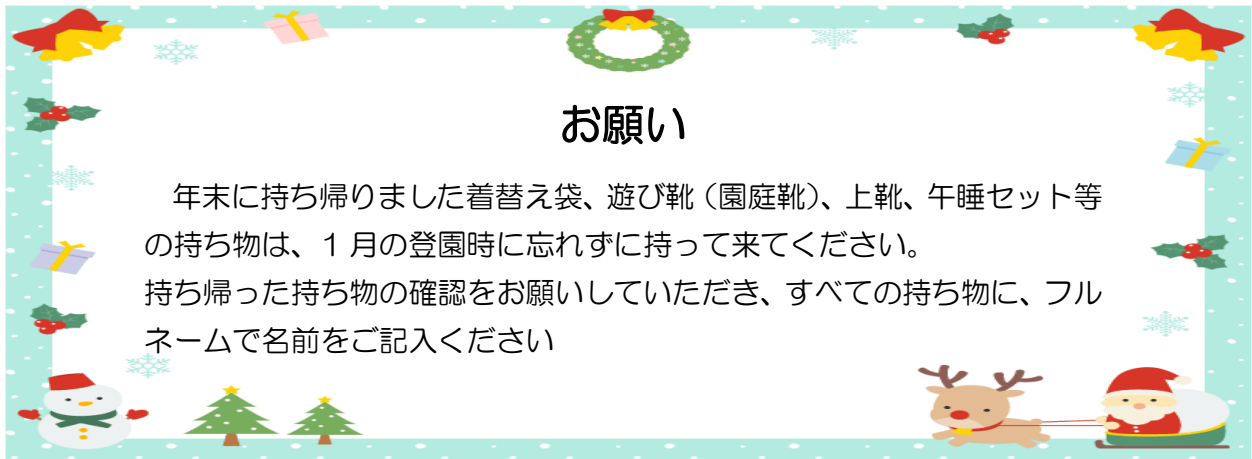 お願い
　年末に持ち帰りました着替え袋、遊び靴（園庭靴）、上靴、午睡セット等
の持ち物は、1月の登園時に忘れずに持って来てください。
持ち帰った持ち物の確認をお願いしていただき、すべての持ち物に、フル
ネームで名前をご記入ください